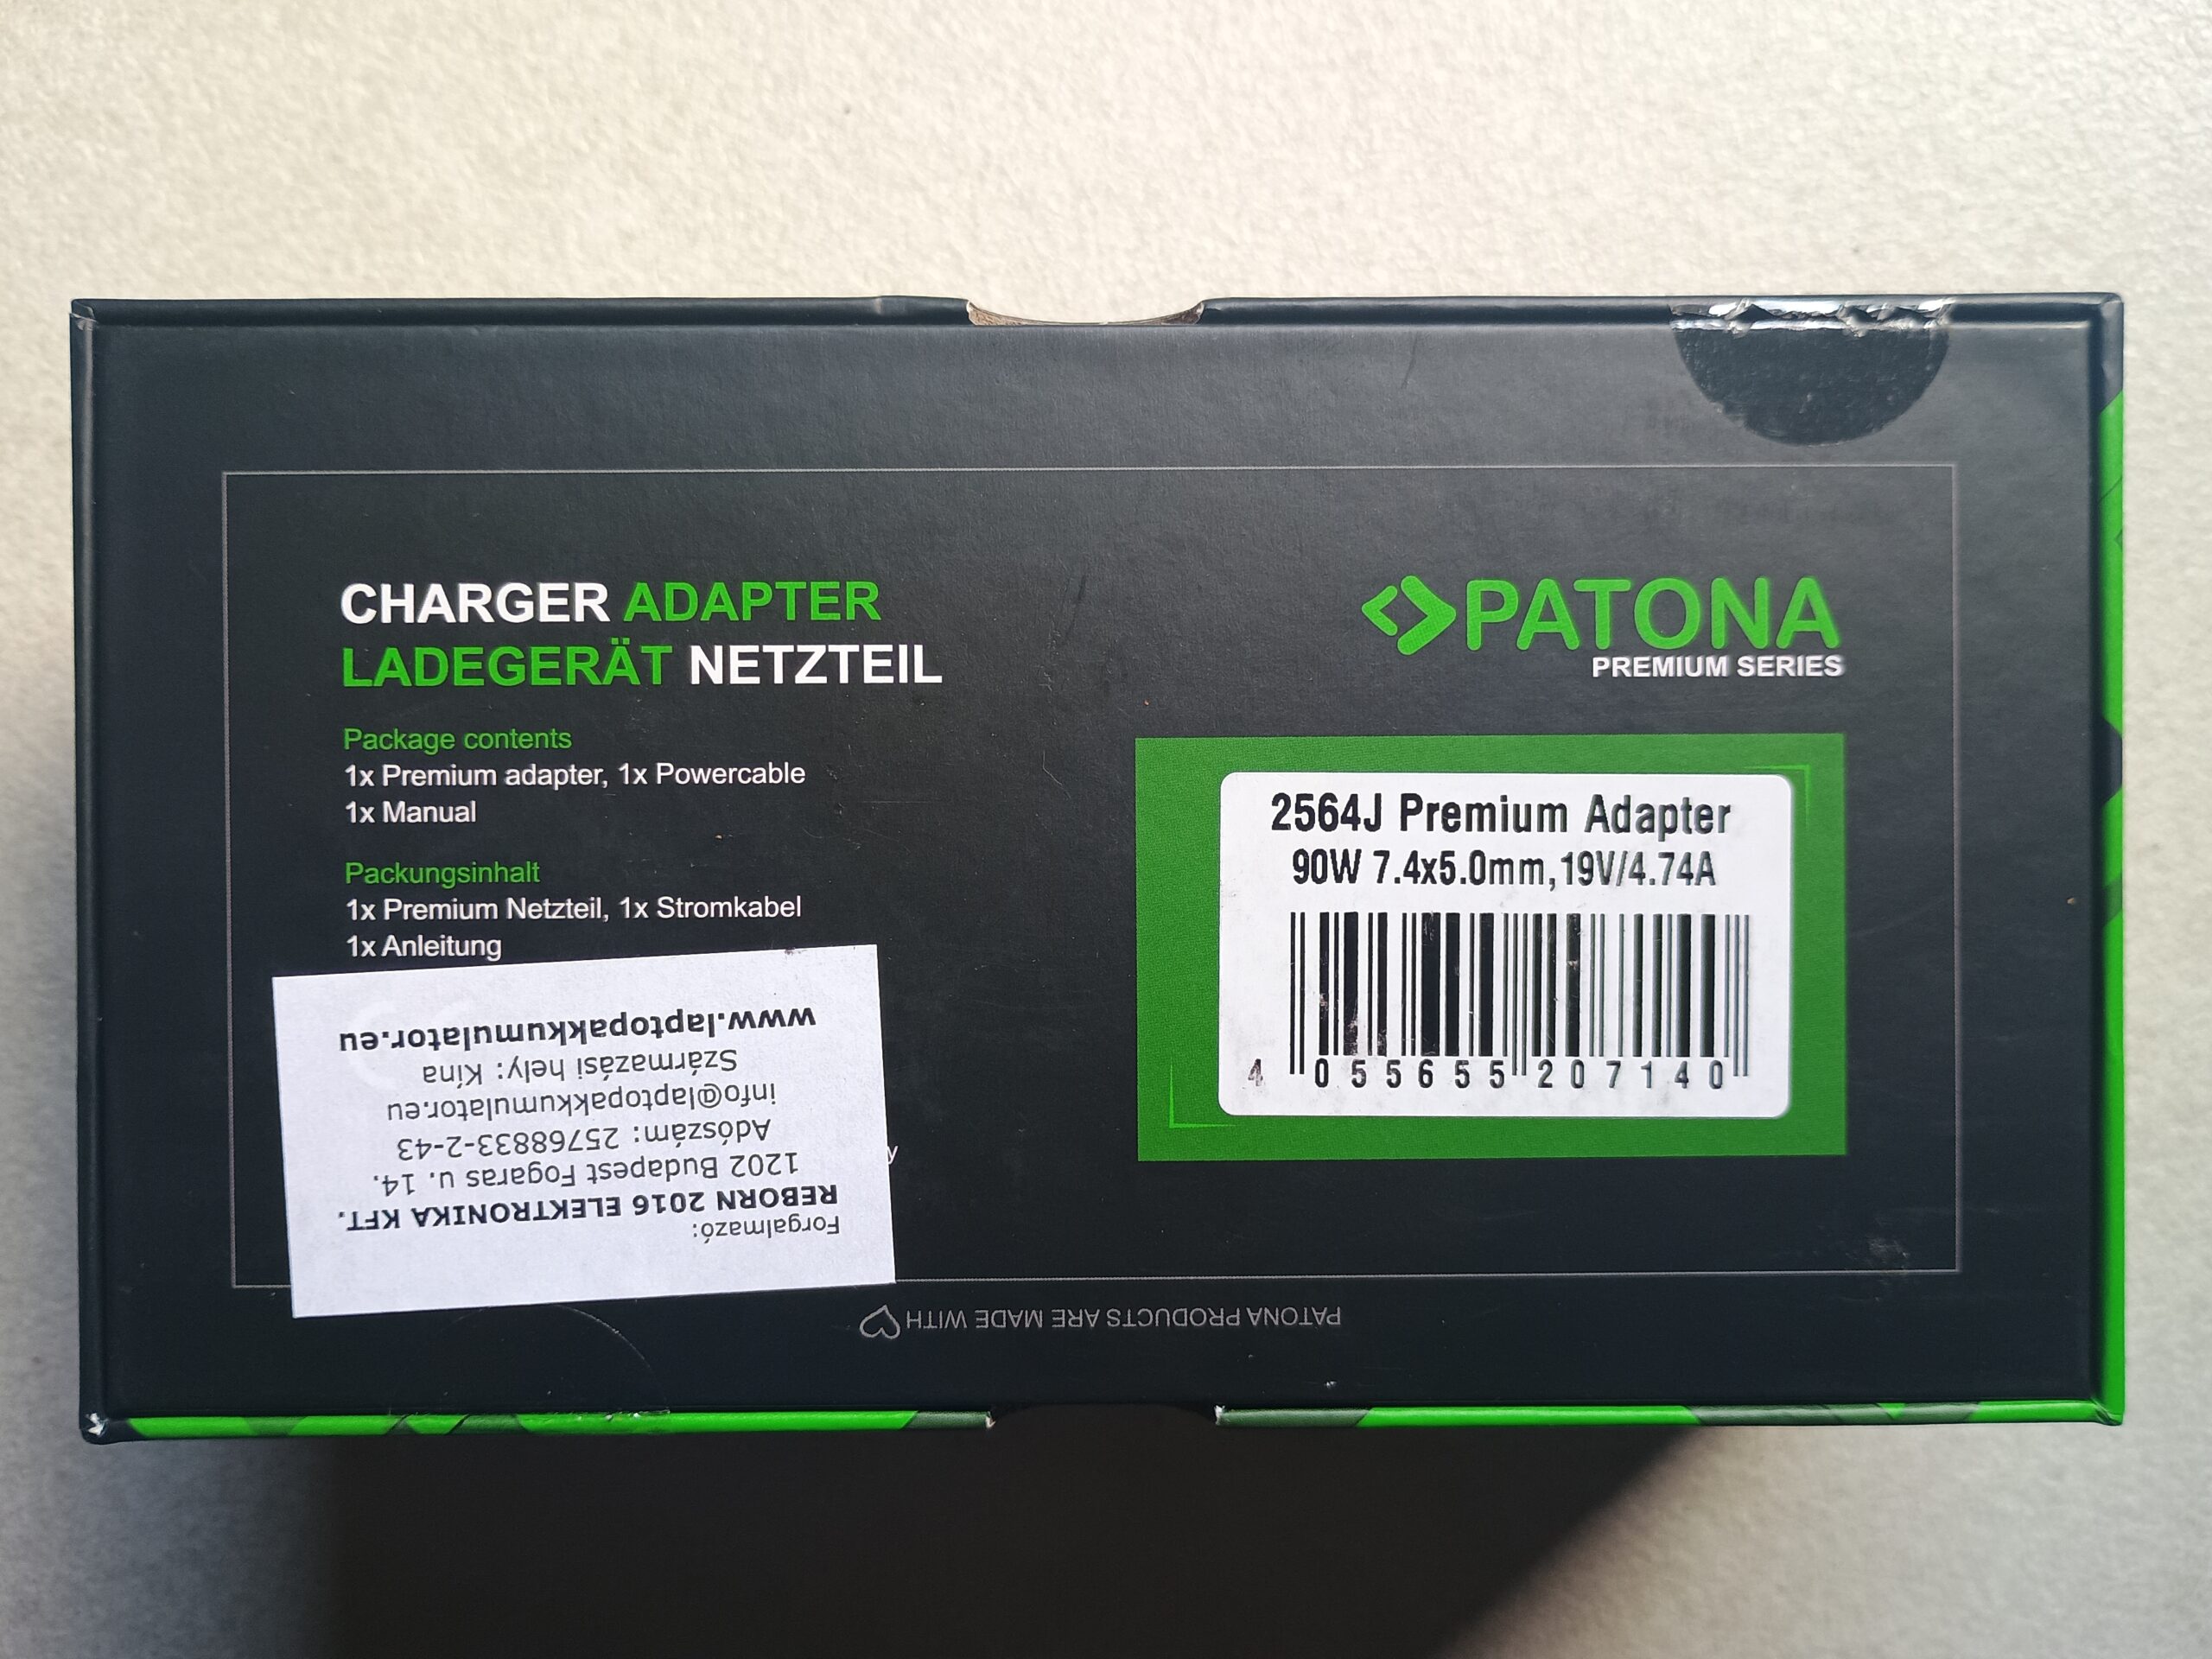 CHARGER ADAPTER
LADEGERÄT NETZTEIL
Package contents
1x Premium adapter, 1x Powercable
1x Manual
Packungsinhalt
1x Premium Netzteil, 1x Stromkabel
1x Anleitung
PATONA
PREMIUM SERIES
2564J Premium Adapter
90W 7.4x5.0mm,19V/4.74A
4 055655 207140
Forgalmazó:
REBORN 2016 ELEKTRONIKA KFT.
1202 Budapest Fogaras u. 14.
Adószám: 25768833-2-43
info@laptopakkumulator.eu
Származási hely: Kína
www.laptopakkumulator.eu
PATONA PRODUCTS ARE MADE WITH